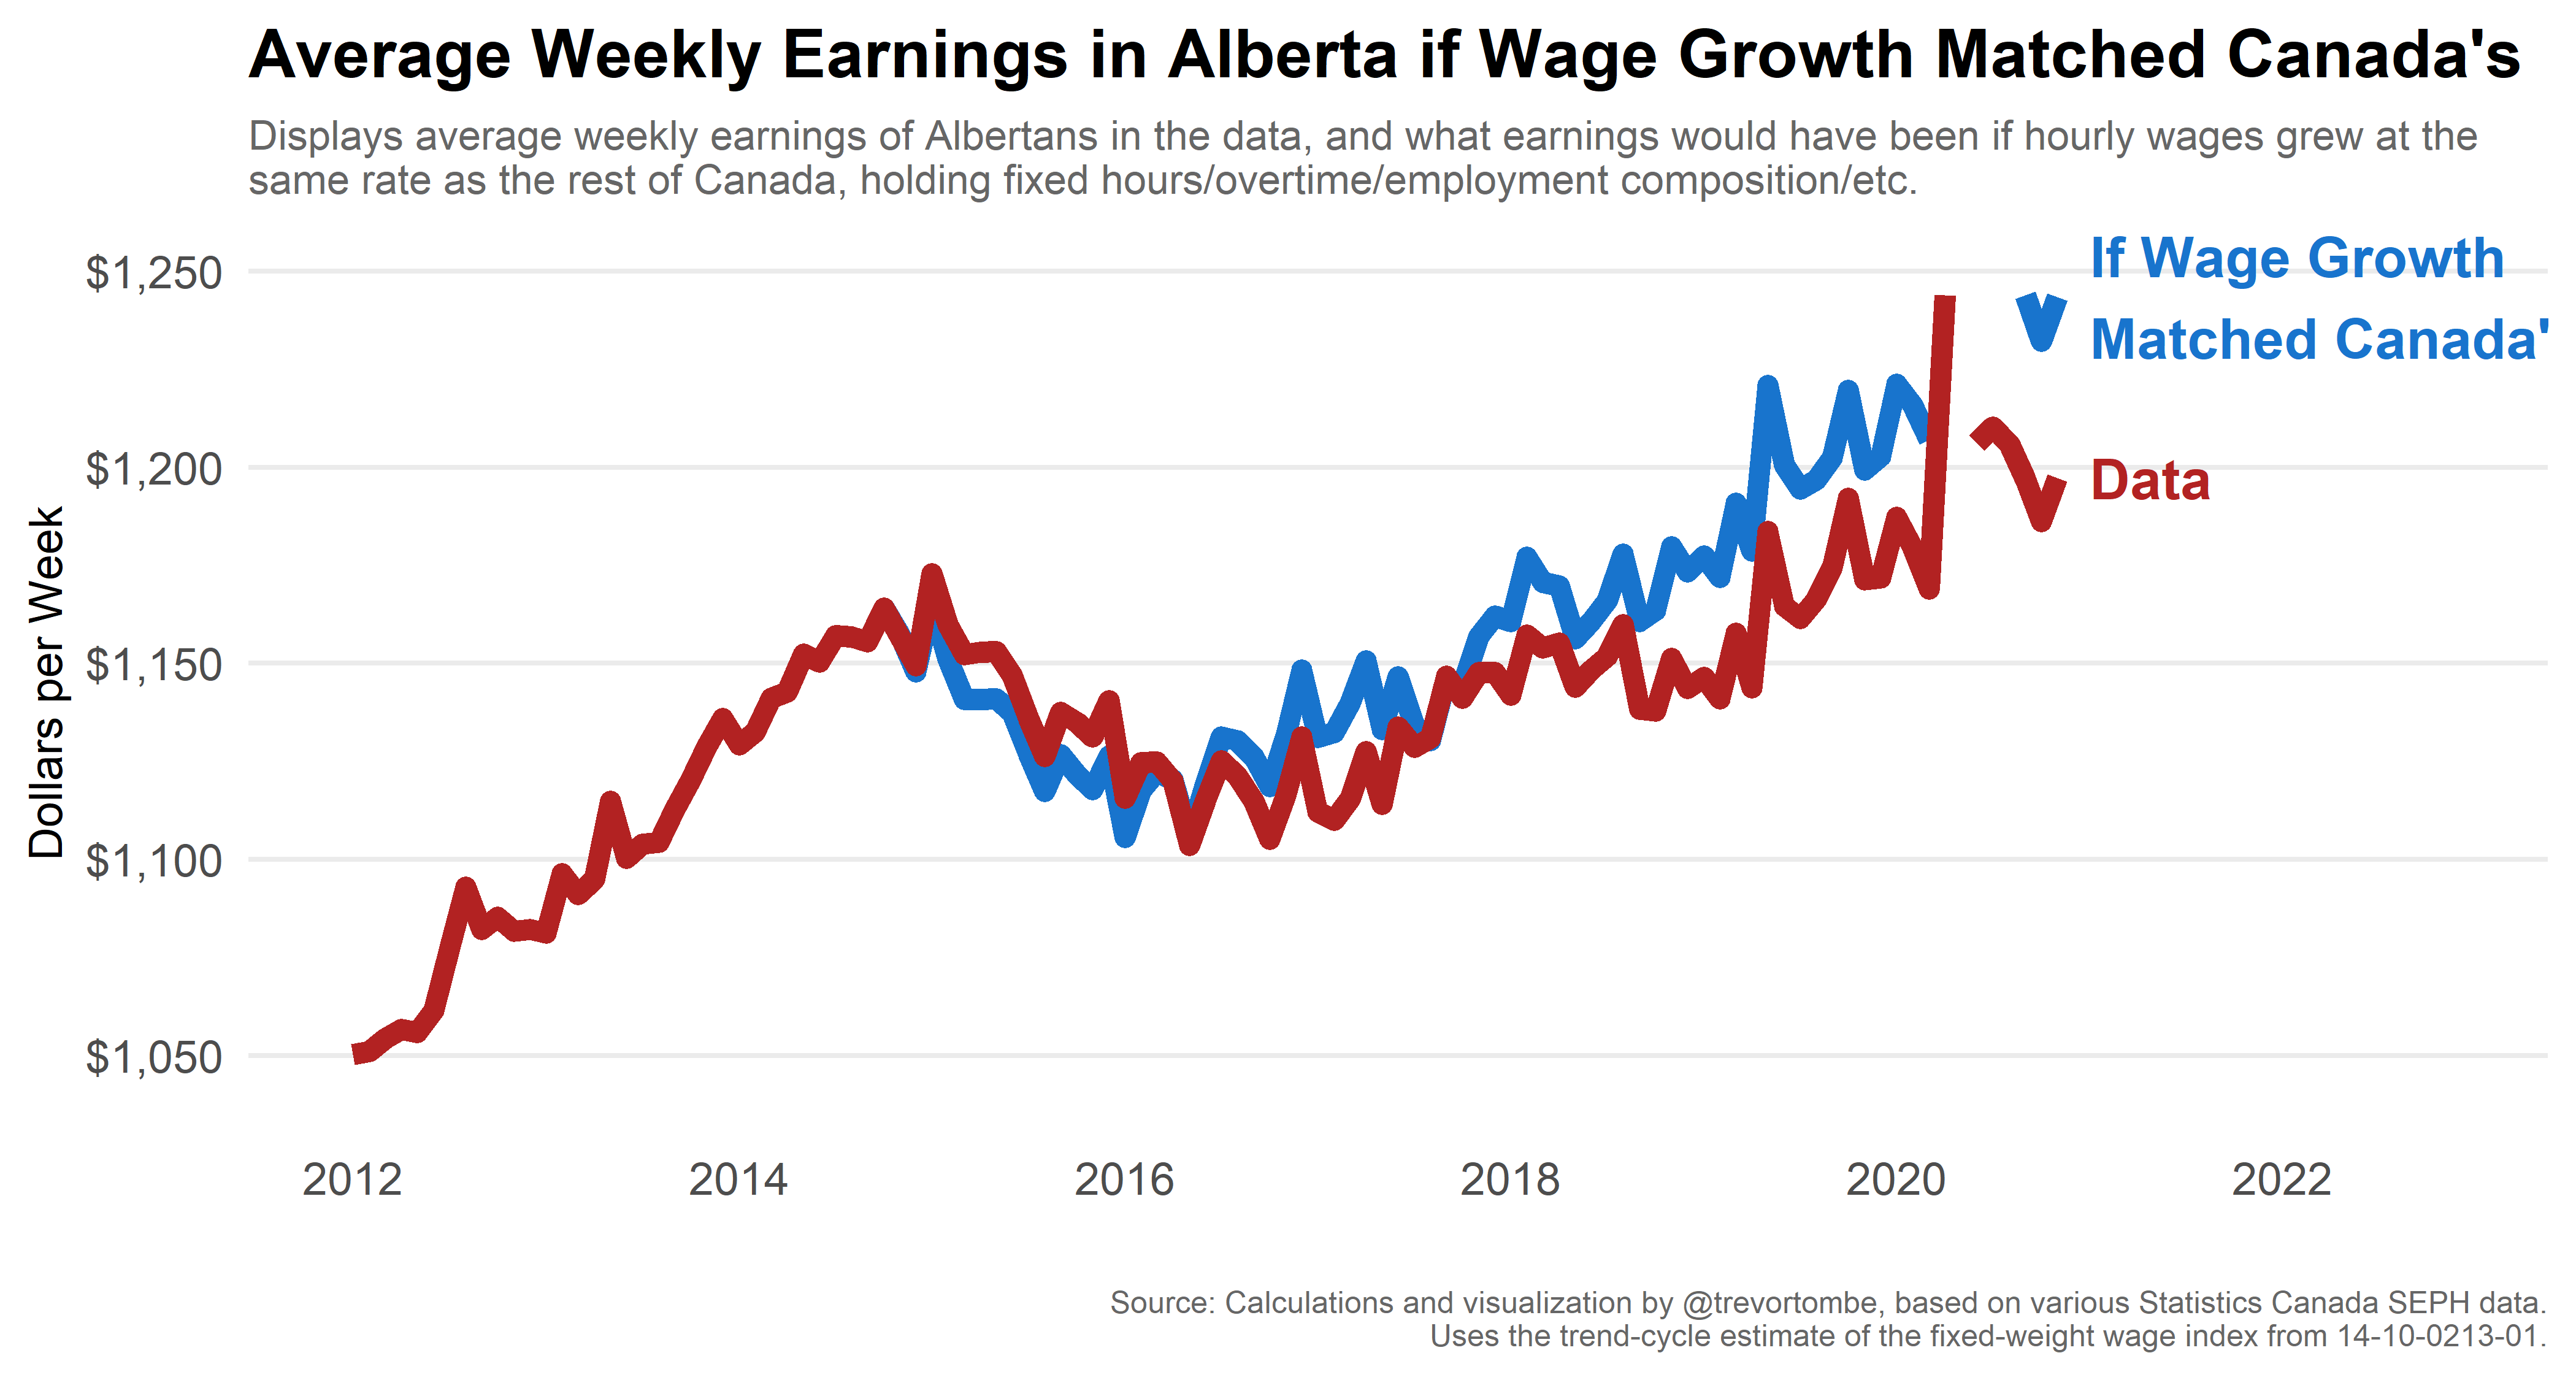 Average Weekly Earnings in Alberta if Wage Growth Matched Canada's
Displays average weekly earnings of Albertans in the data, and what earnings would have been if hourly wages grew at the
same rate as the rest of Canada, holding fixed hours/overtime/employment composition/etc.
If Wage Growth
Matched Canada'
Data
$1,250
$1,200
$1,150
$1,100
$1,050
Dollars per Week
2012
2014
2016
2018
2020
2022
Source: Calculations and visualization by @trevortombe, based on various Statistics Canada SEPH data.
Uses the trend-cycle estimate of the fixed-weight wage index from 14-10-0213-01.